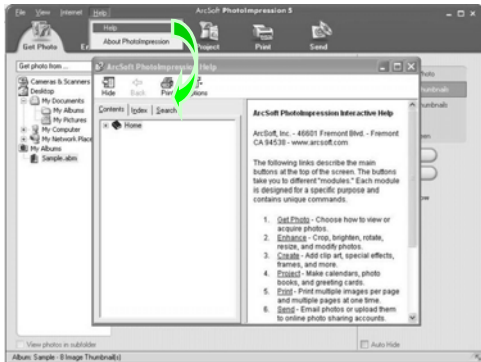 File View Internet Help
ArcSoft PhotoImpression 5
Help
About PhotoImpression
Get Photo
Project
Print
Send
Get photo from ...
Cameras & Scanners
Desktop
My Documents
My Albums
My Pictures
My Computer
My Network Place
My Albums
Sample.abm
ArcSoft PhotoImpression Help
Hide Back Print Options
Contents Index Search
Home
ArcSoft PhotoImpression Interactive Help
ArcSoft, Inc. - 46601 Fremont Blvd. - Fremont
CA 94538 - www.arcsoft.com
The following links describe the main
buttons at the top of the screen. The buttons
take you to different "modules." Each module
is designed for a specific purpose and
contains unique commands.
1. Get Photo - Choose how to view or
acquire photos.
2. Enhance - Crop, brighten, rotate,
resize, and modify photos.
3. Create - Add clip art, special effects,
frames, and more.
4. Project - Make calendars, photo
books, and greeting cards.
5. Print - Print multiple images per page
and multiple pages at one time.
6. Send - Email photos or upload them
to online photo sharing accounts.
View photos in subfolder
Auto Hide
Album: Sample - 8 Image Thumbnail(s)